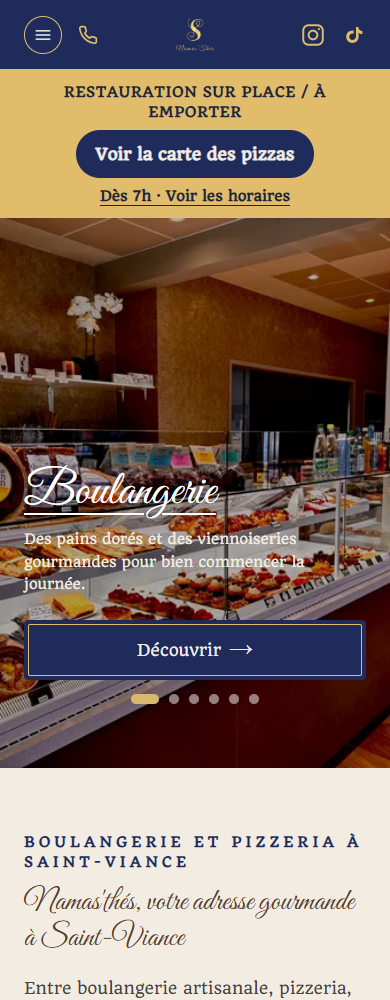 Namas'thés
RESTAURATION SUR PLACE / À
EMPORTER
Voir la carte des pizzas
Dès 7h · Voir les horaires
Boulangerie
Des pains dorés et des viennoiseries
gourmandes pour bien commencer la
journée.
Découvrir →
BOULANGERIE ET PIZZERIA À
SAINT-VIANCE
Namas'thés, votre adresse gourmande
à Saint-Viance
Entre boulangerie artisanale, pizzeria,